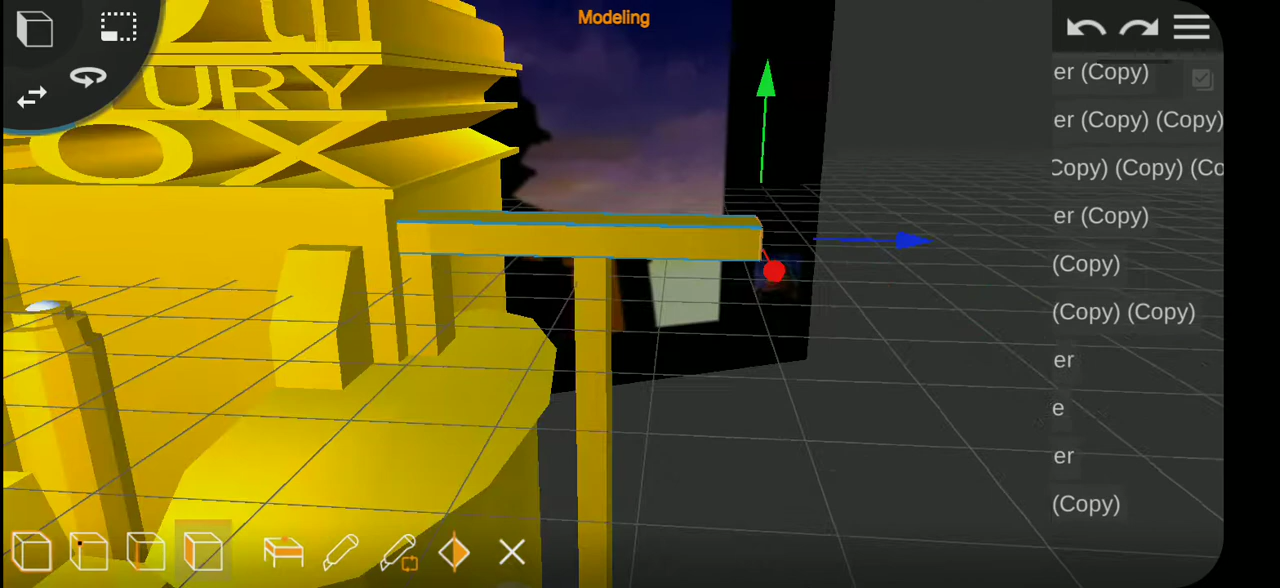 Modeling
URY
OX
er (Copy)
er (Copy) (Copy)
Copy) (Copy) (Co
er (Copy)
(Copy)
(Copy) (Copy)
er
e
er
(Copy)